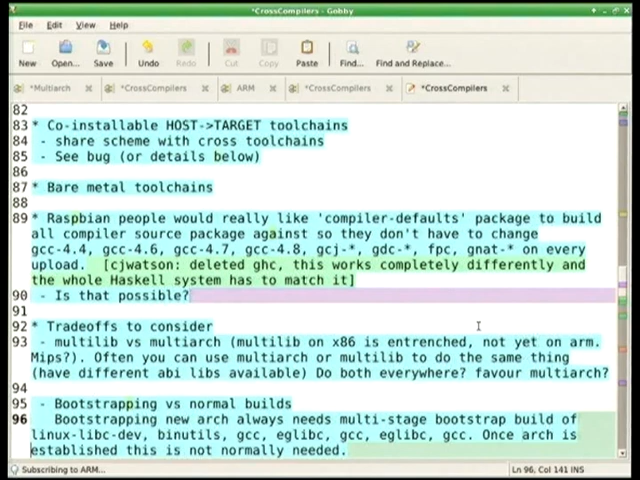 *CrossCompilers - Gobby
File Edit View Help
New Open... Save Undo Redo Cut Copy Paste Find... Find and Replace...
*Multiarch *CrossCompilers ARM *CrossCompilers *CrossCompilers
82
83 * Co-installable HOST->TARGET toolchains
84 - share scheme with cross toolchains
85 - See bug (or details below)
86
87 * Bare metal toolchains
88
89 * Raspbian people would really like 'compiler-defaults' package to build
all compiler source package against so they don't have to change
gcc-4.4, gcc-4.6, gcc-4.7, gcc-4.8, gcj-*, gdc-*, fpc, gnat-* on every
upload. [cjwatson: deleted ghc, this works completely differently and
the whole Haskell system has to match it]
90 - Is that possible?
91
92 * Tradeoffs to consider
93 - multilib vs multiarch (multilib on x86 is entrenched, not yet on arm.
Mips?). Often you can use multiarch or multilib to do the same thing
(have different abi libs available) Do both everywhere? favour multiarch?
94
95 - Bootstrapping vs normal builds
96 Bootstrapping new arch always needs multi-stage bootstrap build of
linux-libc-dev, binutils, gcc, eglibc, gcc, eglibc, gcc. Once arch is
established this is not normally needed.
Subscribing to ARM... Ln 96, Col 141 INS